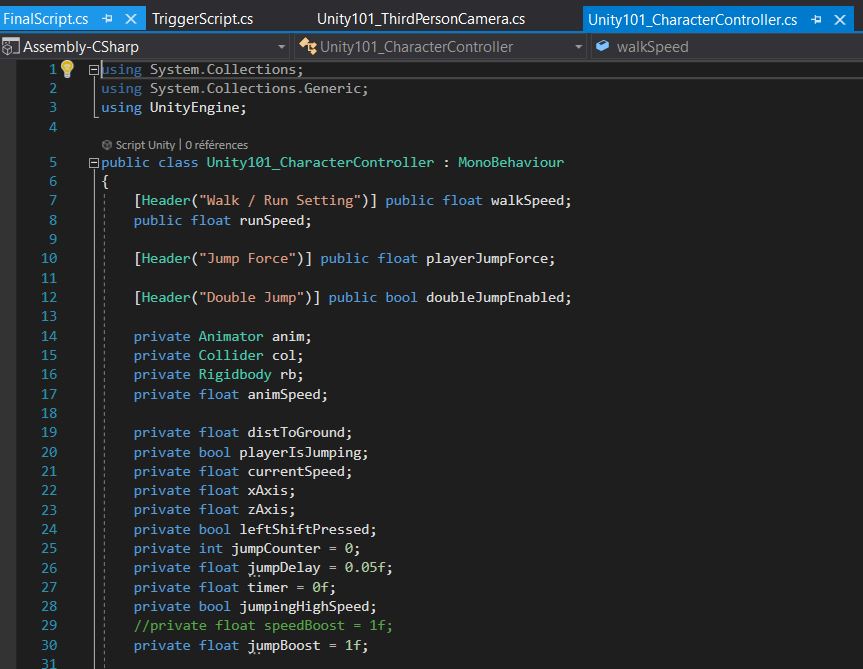 FinalScript.cs TriggerScript.cs Unity101_ThirdPersonCamera.cs Unity101_CharacterController.cs
Assembly-CSharp Unity101_CharacterController walkSpeed
1 using System.Collections;
2 using System.Collections.Generic;
3 using UnityEngine;
4
Script Unity | 0 références
5 public class Unity101_CharacterController : MonoBehaviour
6 {
7 [Header("Walk / Run Setting")] public float walkSpeed;
8 public float runSpeed;
9
10 [Header("Jump Force")] public float playerJumpForce;
11
12 [Header("Double Jump")] public bool doubleJumpEnabled;
13
14 private Animator anim;
15 private Collider col;
16 private Rigidbody rb;
17 private float animSpeed;
18
19 private float distToGround;
20 private bool playerIsJumping;
21 private float currentSpeed;
22 private float xAxis;
23 private float zAxis;
24 private bool leftShiftPressed;
25 private int jumpCounter = 0;
26 private float jumpDelay = 0.05f;
27 private float timer = 0f;
28 private bool jumpingHighSpeed;
29 //private float speedBoost = 1f;
30 private float jumpBoost = 1f;
31